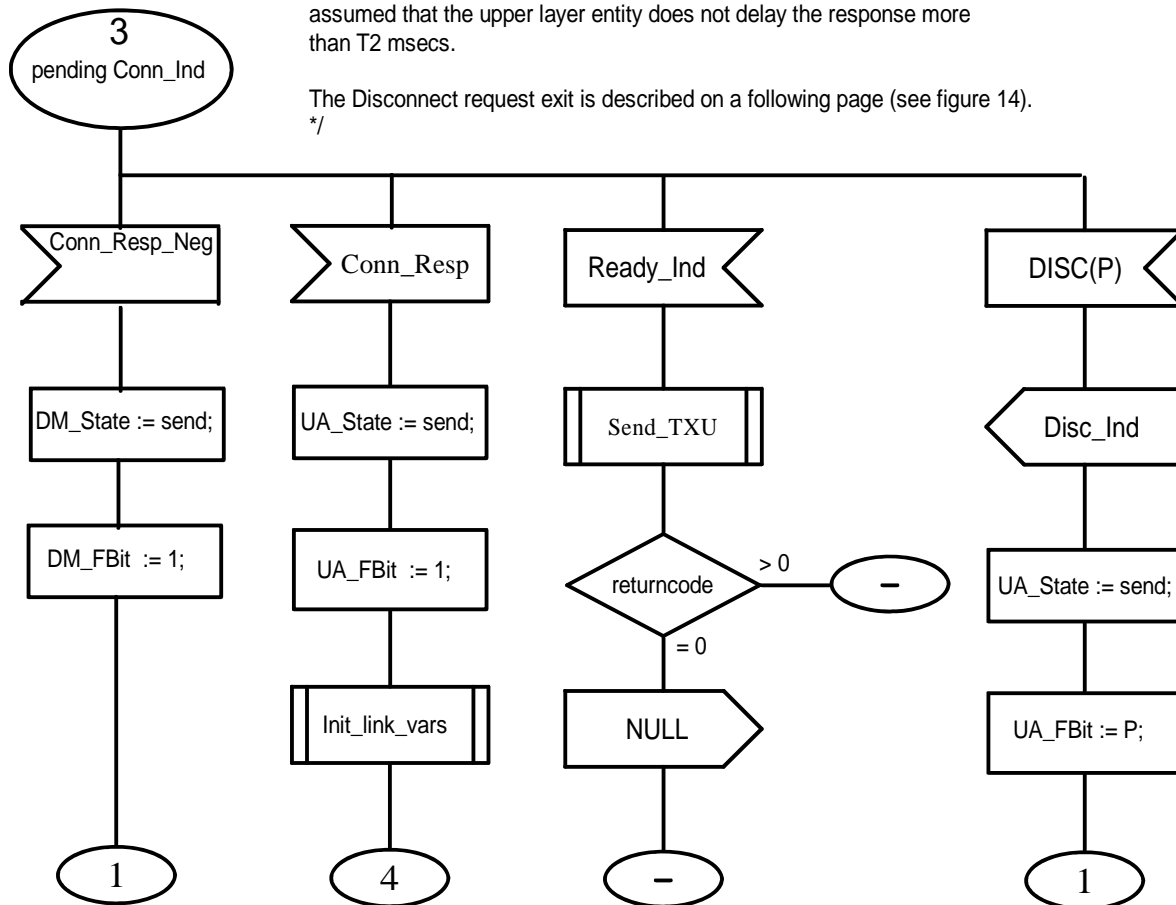 assumed that the upper layer entity does not delay the response more
than T2 msecs.
The Disconnect request exit is described on a following page (see figure 14).
*/
3
pending Conn_Ind
Conn_Resp_Neg
Conn_Resp
Ready_Ind
DISC(P)
DM_State := send;
UA_State := send;
Send_TXU
Disc_Ind
DM_FBit := 1;
UA_FBit := 1;
returncode
> 0
–
UA_State := send;
= 0
Init_link_vars
NULL
UA_FBit := P;
1
4
–
1